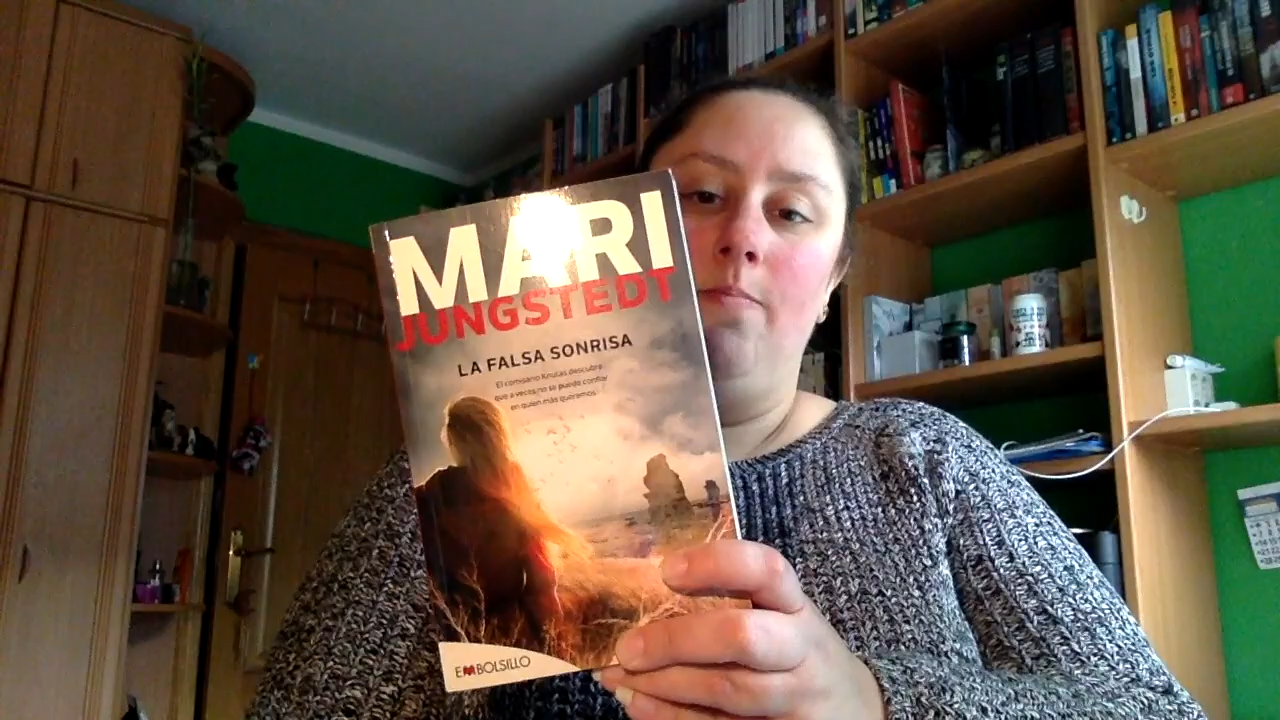 MARI
JUNGSTEDT
LA FALSA SONRISA
El comisario Knutas descubre
que a veces no se puede confiar
en quien más queremos
EMBOLSILLO